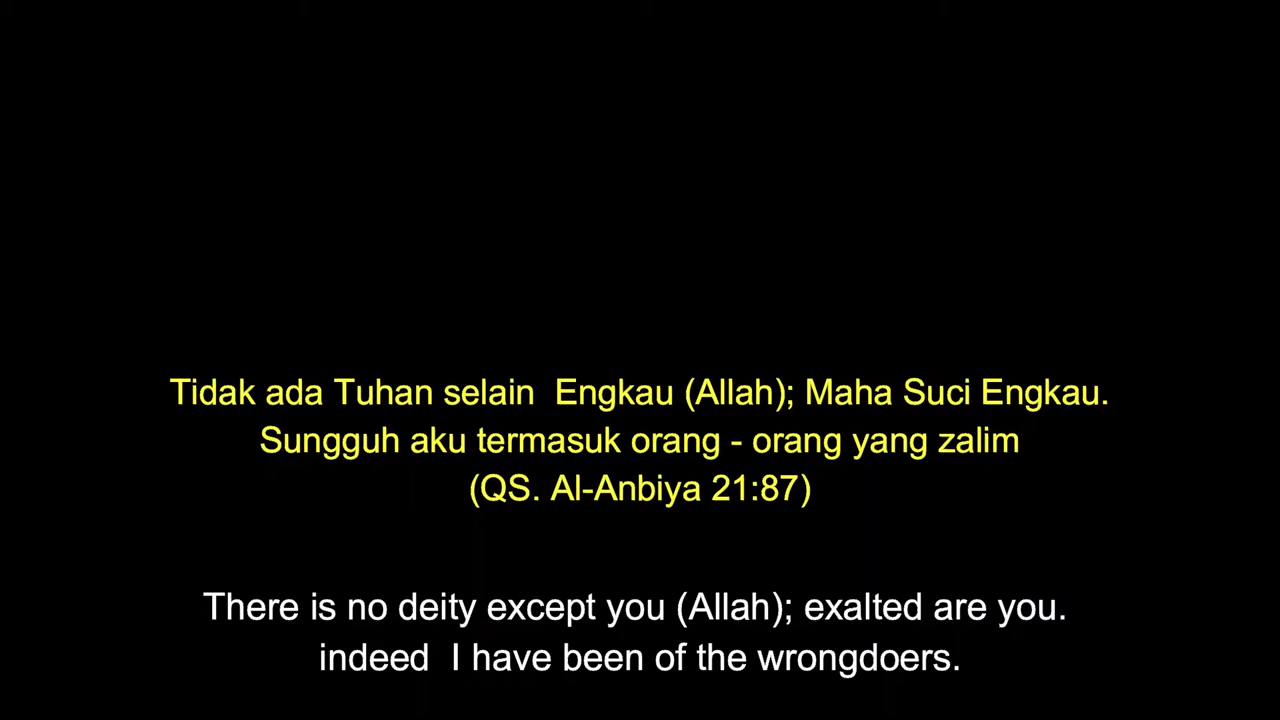 Tidak ada Tuhan selain  Engkau (Allah); Maha Suci Engkau.
Sungguh aku termasuk orang - orang yang zalim
(QS. Al-Anbiya 21:87)
There is no deity except you (Allah); exalted are you.
indeed  I have been of the wrongdoers.